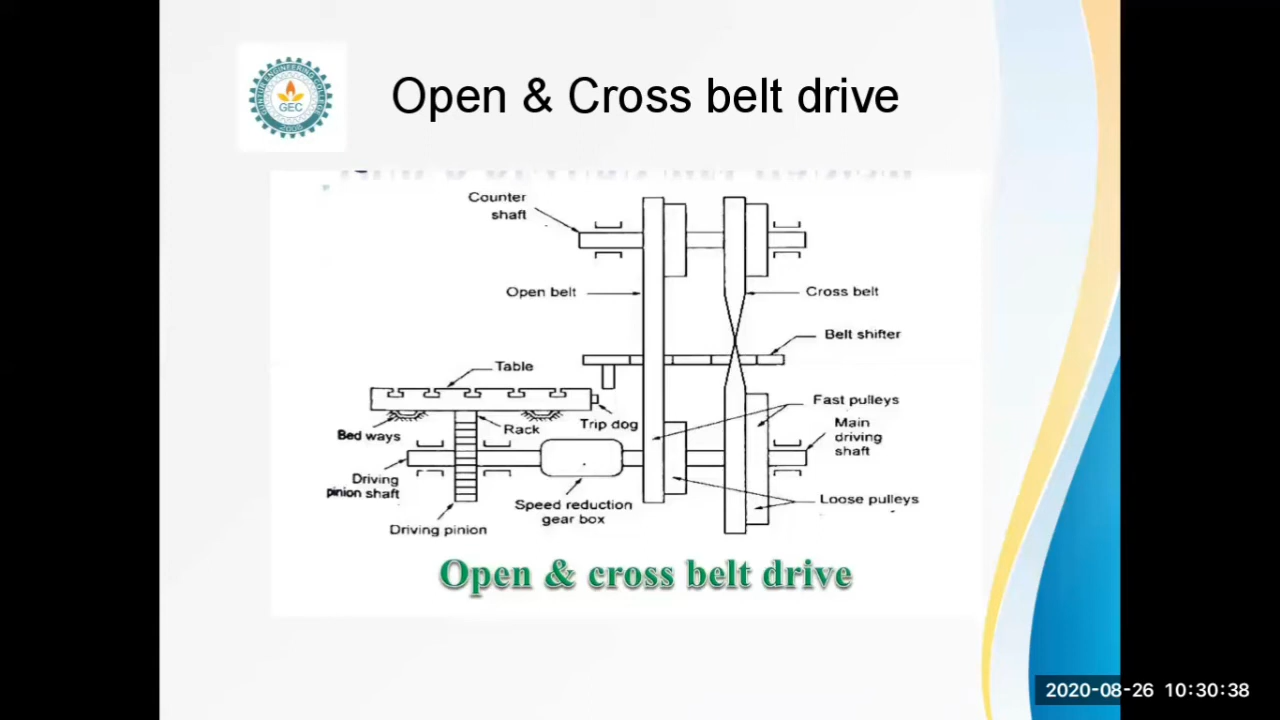 Open & Cross belt drive
GEC
Counter
shaft
Open belt
Cross belt
Belt shifter
Table
Fast pulleys
Bed ways
Rack
Trip dog
Main
driving
shaft
Driving
pinion shaft
Speed reduction
gear box
Loose pulleys
Driving pinion
Open & cross belt drive
2020-08-26 10:30:38